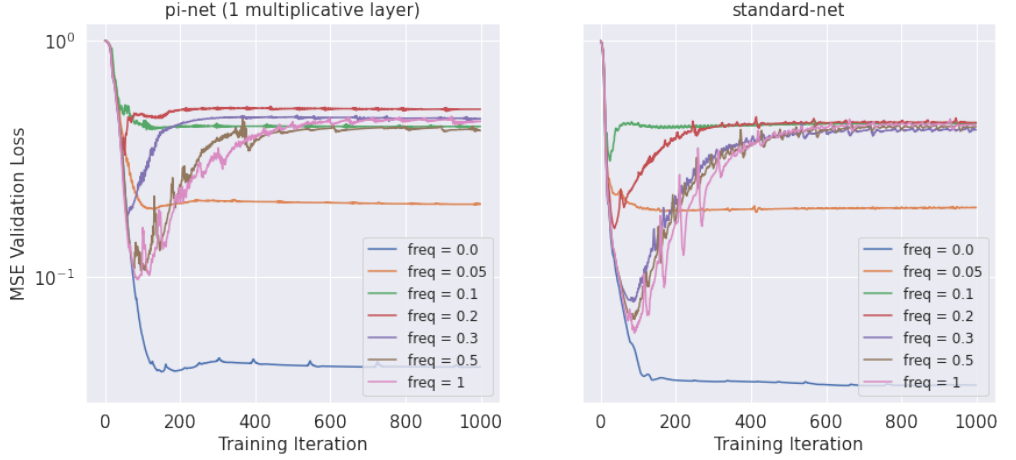 pi-net (1 multiplicative layer)
MSE Validation Loss
10⁰
10⁻¹
0 200 400 600 800 1000
Training Iteration
freq = 0.0
freq = 0.05
freq = 0.1
freq = 0.2
freq = 0.3
freq = 0.5
freq = 1
standard-net
0 200 400 600 800 1000
Training Iteration
freq = 0.0
freq = 0.05
freq = 0.1
freq = 0.2
freq = 0.3
freq = 0.5
freq = 1